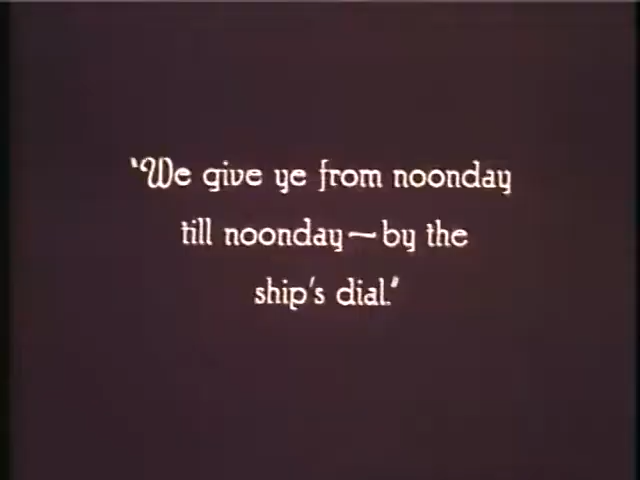 "We give ye from noonday
till noonday—by the
ship's dial."